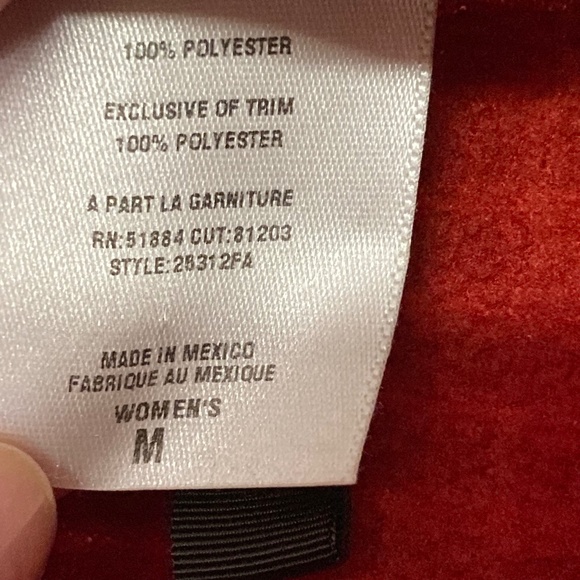 100% POLYESTER
EXCLUSIVE OF TRIM
100% POLYESTER
A PART LA GARNITURE
RN:51884 CUT:81203
STYLE:28312FA
MADE IN MEXICO
FABRIQUE AU MEXIQUE
WOMEN'S
M